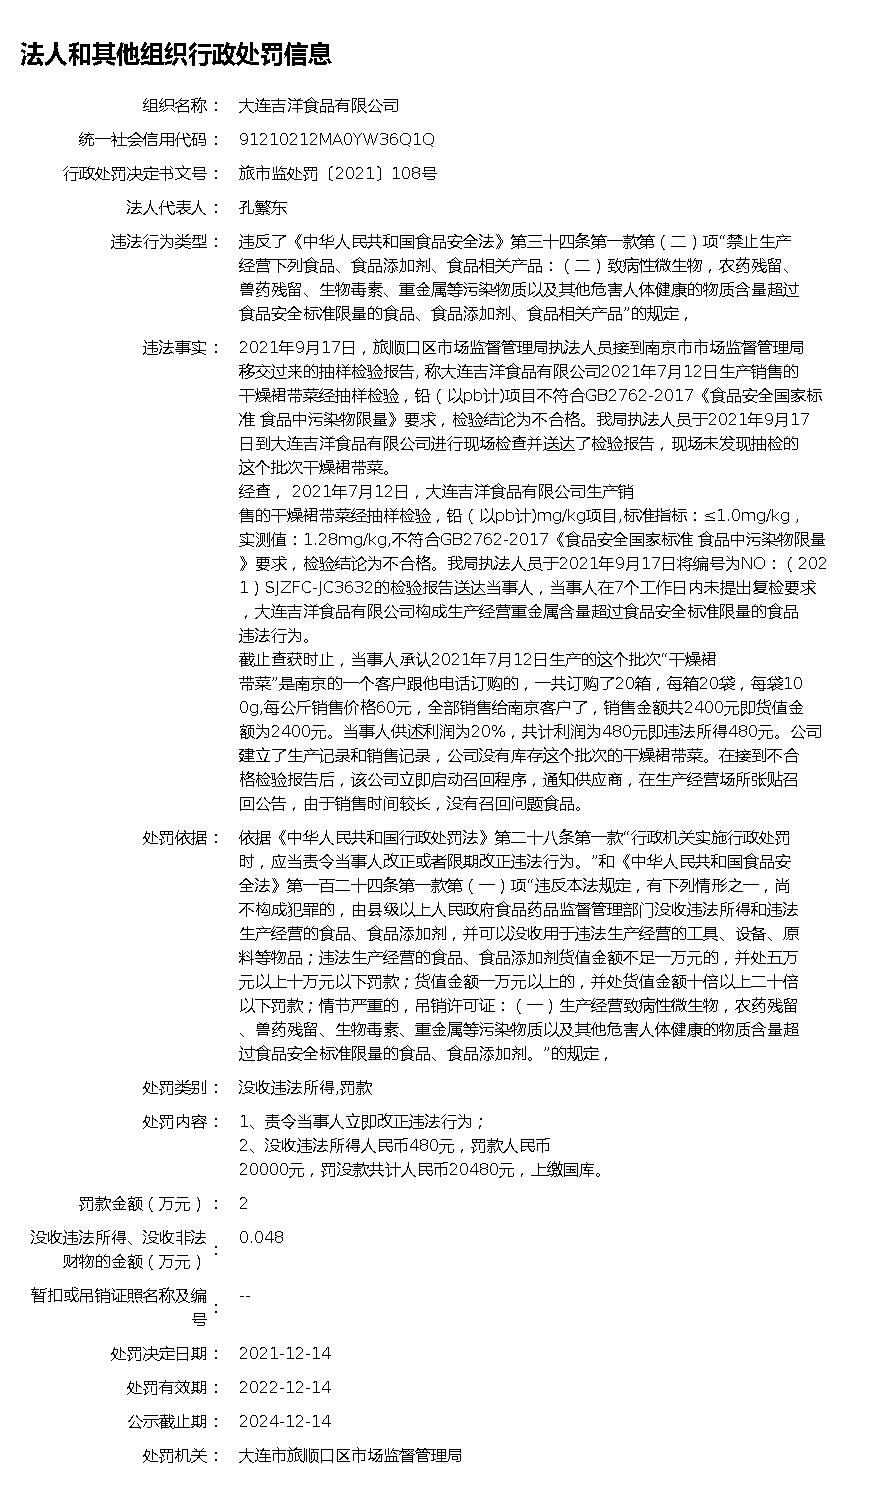 法人和其他组织行政处罚信息
组织名称： 大连吉洋食品有限公司
统一社会信用代码： 91210212MA0YW36Q1Q
行政处罚决定书文号： 旅市监处罚〔2021〕108号
法人代表人： 孔繁东
违法行为类型： 违反了《中华人民共和国食品安全法》第三十四条第一款第（二）项“禁止生产
经营下列食品、食品添加剂、食品相关产品：（二）致病性微生物，农药残留、
兽药残留、生物毒素、重金属等污染物质以及其他危害人体健康的物质含量超过
食品安全标准限量的食品、食品添加剂、食品相关产品”的规定，
违法事实： 2021年9月17日，旅顺口区市场监督管理局执法人员接到南京市市场监督管理局
移交过来的抽样检验报告, 称大连吉洋食品有限公司2021年7月12日生产销售的
干燥裙带菜经抽样检验，铅（以pb计)项目不符合GB2762-2017《食品安全国家标
准 食品中污染物限量》要求，检验结论为不合格。我局执法人员于2021年9月17
日到大连吉洋食品有限公司进行现场检查并送达了检验报告，现场未发现抽检的
这个批次干燥裙带菜。
经查， 2021年7月12日，大连吉洋食品有限公司生产销
售的干燥裙带菜经抽样检验，铅（以pb计)mg/kg项目,标准指标：≤1.0mg/kg，
实测值：1.28mg/kg,不符合GB2762-2017《食品安全国家标准 食品中污染物限量
》要求，检验结论为不合格。我局执法人员于2021年9月17日将编号为NO：（202
1）SJZFC-JC3632的检验报告送达当事人，当事人在7个工作日内未提出复检要求
，大连吉洋食品有限公司构成生产经营重金属含量超过食品安全标准限量的食品
违法行为。
截止查获时止，当事人承认2021年7月12日生产的这个批次“干燥裙
带菜”是南京的一个客户跟他电话订购的，一共订购了20箱，每箱20袋，每袋10
0g,每公斤销售价格60元，全部销售给南京客户了，销售金额共2400元即货值金
额为2400元。当事人供述利润为20%，共计利润为480元即违法所得480元。公司
建立了生产记录和销售记录，公司没有库存这个批次的干燥裙带菜。在接到不合
格检验报告后，该公司立即启动召回程序，通知供应商，在生产经营场所张贴召
回公告，由于销售时间较长，没有召回问题食品。
处罚依据： 依据《中华人民共和国行政处罚法》第二十八条第一款“行政机关实施行政处罚
时，应当责令当事人改正或者限期改正违法行为。”和《中华人民共和国食品安
全法》第一百二十四条第一款第（一）项“违反本法规定，有下列情形之一，尚
不构成犯罪的，由县级以上人民政府食品药品监督管理部门没收违法所得和违法
生产经营的食品、食品添加剂，并可以没收用于违法生产经营的工具、设备、原
料等物品；违法生产经营的食品、食品添加剂货值金额不足一万元的，并处五万
元以上十万元以下罚款；货值金额一万元以上的，并处货值金额十倍以上二十倍
以下罚款；情节严重的，吊销许可证：（一）生产经营致病性微生物，农药残留
、兽药残留、生物毒素、重金属等污染物质以及其他危害人体健康的物质含量超
过食品安全标准限量的食品、食品添加剂。”的规定，
处罚类别： 没收违法所得,罚款
处罚内容： 1、责令当事人立即改正违法行为；
2、没收违法所得人民币480元，罚款人民币
20000元，罚没款共计人民币20480元，上缴国库。
罚款金额（万元）： 2
没收违法所得、没收非法
财物的金额（万元）： 0.048
暂扣或吊销证照名称及编
号： --
处罚决定日期： 2021-12-14
处罚有效期： 2022-12-14
公示截止期： 2024-12-14
处罚机关： 大连市旅顺口区市场监督管理局